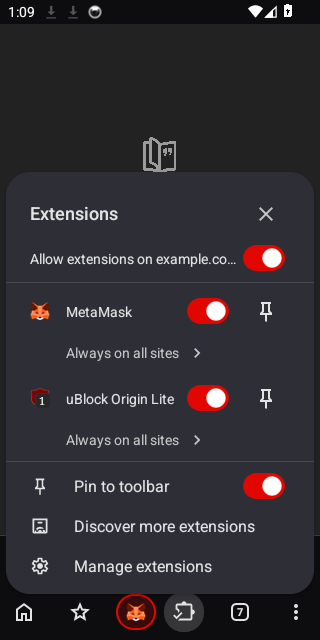 1:09
Extensions
Allow extensions on example.co…
MetaMask
Always on all sites
1
uBlock Origin Lite
Always on all sites
Pin to toolbar
Discover more extensions
Manage extensions
7